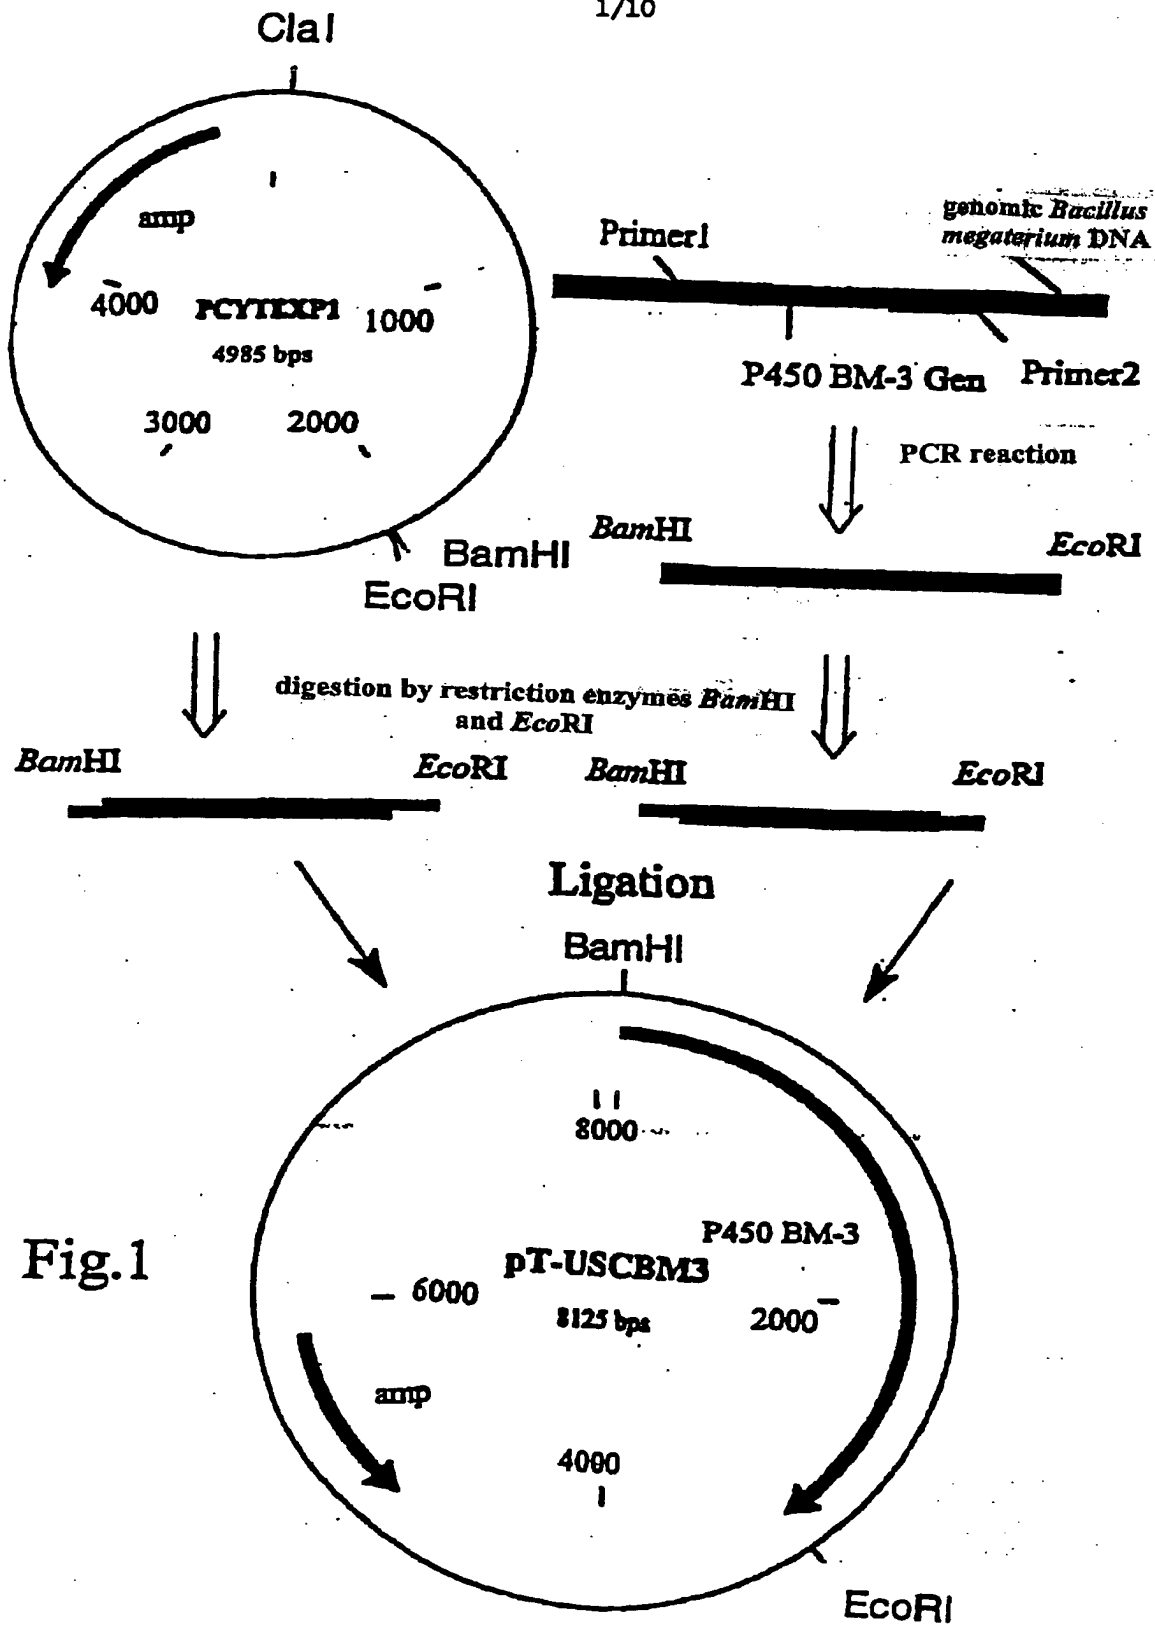 1/10
ClaI
amp
4000
PCYTEXP1
1000
4985 bps
3000
2000
BamHI
EcoRI
Primer1
genomic Bacillus
megaterium DNA
P450 BM-3 Gen
Primer2
PCR reaction
BamHI
EcoRI
digestion by restriction enzymes BamHI
and EcoRI
BamHI
EcoRI
BamHI
EcoRI
Ligation
BamHI
8000
P450 BM-3
pT-USCBM3
6000
8125 bps
2000
amp
4000
EcoRI
Fig.1